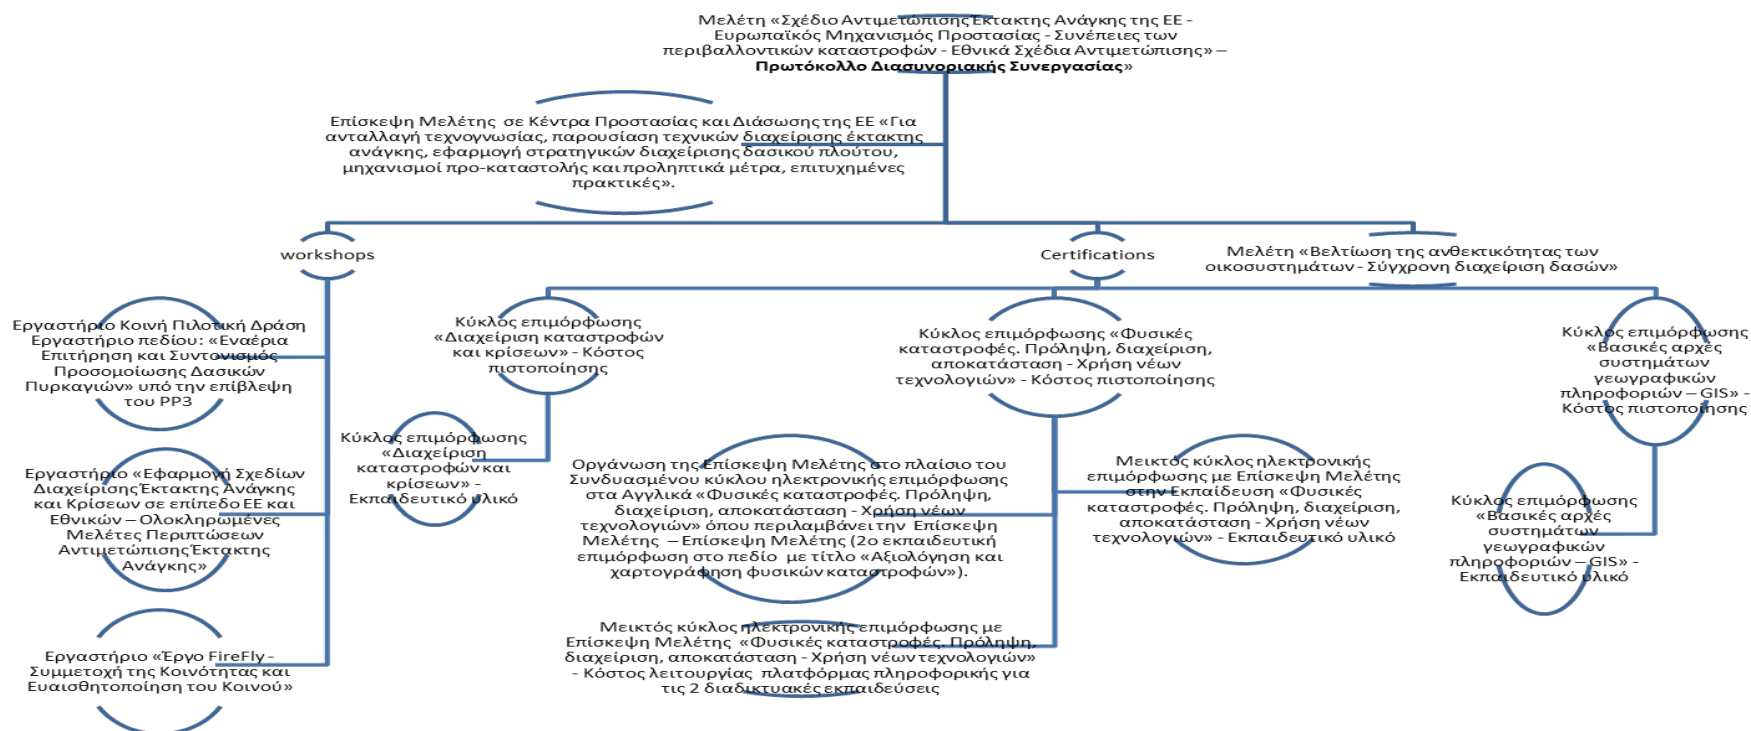 Μελέτη «Σχέδιο Αντιμετώπισης Έκτακτης Ανάγκης της ΕΕ -
Ευρωπαϊκός Μηχανισμός Προστασίας - Συνέπειες των
περιβαλλοντικών καταστροφών - Εθνικά Σχέδια Αντιμετώπισης» –
Πρωτόκολλο Διασυνοριακής Συνεργασίας»
Επίσκεψη Μελέτης σε Κέντρα Προστασίας και Διάσωσης της ΕΕ «Για
ανταλλαγή τεχνογνωσίας, παρουσίαση τεχνικών διαχείρισης έκτακτης
ανάγκης, εφαρμογή στρατηγικών διαχείρισης δασικού πλούτου,
μηχανισμοί προ-καταστολής και προληπτικά μέτρα, επιτυχημένες
πρακτικές».
workshops
Certifications
Μελέτη «Βελτίωση της ανθεκτικότητας των
οικοσυστημάτων - Σύγχρονη διαχείριση δασών»
Εργαστήριο Κοινή Πιλοτική Δράση
Εργαστήριο πεδίου: «Εναέρια
Επιτήρηση και Συντονισμός
Προσομοίωσης Δασικών
Πυρκαγιών» υπό την επίβλεψη
του PP3
Εργαστήριο «Εφαρμογή Σχεδίων
Διαχείρισης Έκτακτης Ανάγκης
και Κρίσεων σε επίπεδο ΕΕ και
Εθνικών – Ολοκληρωμένες
Μελέτες Περιπτώσεων
Αντιμετώπισης Έκτακτης
Ανάγκης»
Εργαστήριο «Έργο FireFly -
Συμμετοχή της Κοινότητας και
Ευαισθητοποίηση του Κοινού»
Κύκλος επιμόρφωσης
«Διαχείριση καταστροφών
και κρίσεων» - Κόστος
πιστοποίησης
Κύκλος επιμόρφωσης
«Διαχείριση
καταστροφών και
κρίσεων» -
Εκπαιδευτικό υλικό
Κύκλος επιμόρφωσης «Φυσικές
καταστροφές. Πρόληψη, διαχείριση,
αποκατάσταση - Χρήση νέων
τεχνολογιών» - Κόστος πιστοποίησης
Οργάνωση της Επίσκεψη Μελέτης στο πλαίσιο του
Συνδυασμένου κύκλου ηλεκτρονικής επιμόρφωσης
στα Αγγλικά «Φυσικές καταστροφές. Πρόληψη,
διαχείριση, αποκατάσταση - Χρήση νέων
τεχνολογιών» όπου περιλαμβάνει την Επίσκεψη
Μελέτης – Επίσκεψη Μελέτης (2ο εκπαιδευτική
επιμόρφωση στο πεδίο με τίτλο «Αξιολόγηση και
χαρτογράφηση φυσικών καταστροφών»).
Μεικτός κύκλος ηλεκτρονικής επιμόρφωσης με
Επίσκεψη Μελέτης «Φυσικές καταστροφές. Πρόληψη,
διαχείριση, αποκατάσταση - Χρήση νέων τεχνολογιών»
- Κόστος λειτουργίας πλατφόρμας πληροφορικής για
τις 2 διαδικτυακές εκπαιδεύσεις
Μεικτος κύκλος ηλεκτρονικής
επιμόρφωσης με Επίσκεψη Μελέτης
στην Εκπαίδευση «Φυσικές
καταστροφές. Πρόληψη, διαχείριση,
αποκατάσταση - Χρήση νέων
τεχνολογιών» - Εκπαιδευτικό υλικό
Κύκλος επιμόρφωσης
«Βασικές αρχές
συστημάτων
γεωγραφικών
πληροφοριών – GIS» -
Κόστος πιστοποίησης
Κύκλος επιμόρφωσης
«Βασικές αρχές
συστημάτων
γεωγραφικών
πληροφοριών – GIS» -
Εκπαιδευτικό υλικό